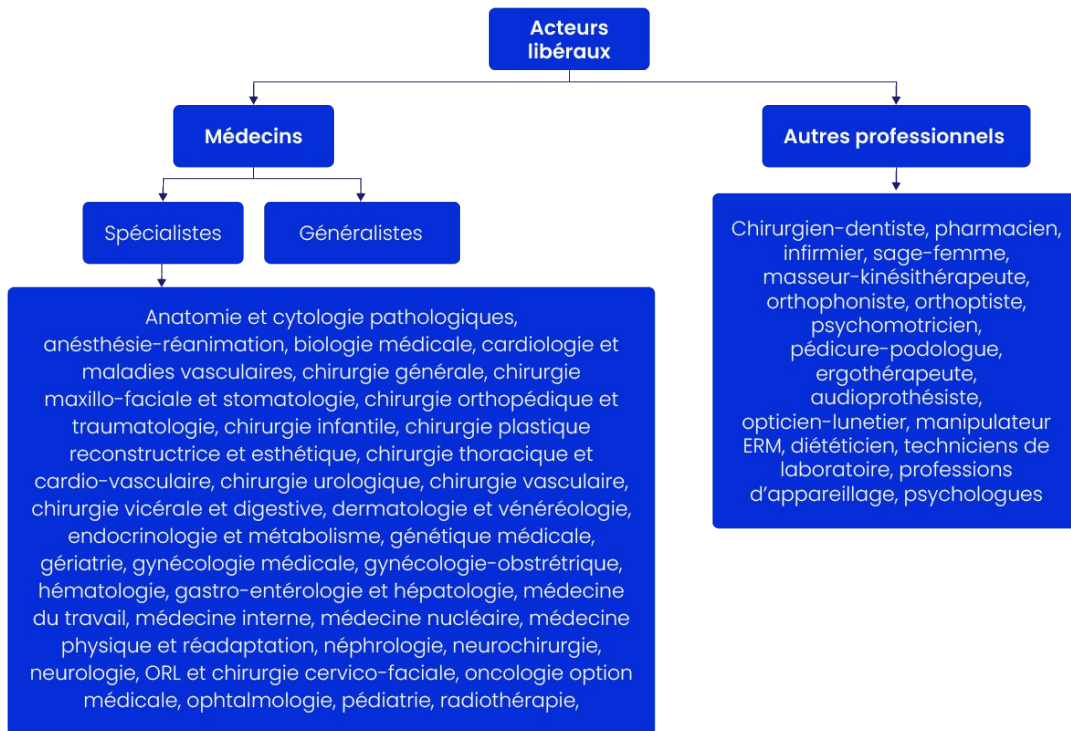 Acteurs
libéraux
Médecins
Autres professionnels
Spécialistes
Généralistes
Chirurgien-dentiste, pharmacien,
infirmier, sage-femme,
masseur-kinésithérapeute,
orthophoniste, orthoptiste,
psychomotricien,
pédicure-podologue,
ergothérapeute,
audioprothésiste,
opticien-lunetier, manipulateur
ERM, diététicien, techniciens de
laboratoire, professions
d’appareillage, psychologues
Anatomie et cytologie pathologiques,
anésthésie-réanimation, biologie médicale, cardiologie et
maladies vasculaires, chirurgie générale, chirurgie
maxillo-faciale et stomatologie, chirurgie orthopédique et
traumatologie, chirurgie infantile, chirurgie plastique
reconstructrice et esthétique, chirurgie thoracique et
cardio-vasculaire, chirurgie urologique, chirurgie vasculaire,
chirurgie vicérale et digestive, dermatologie et vénéréologie,
endocrinologie et métabolisme, génétique médicale,
gériatrie, gynécologie médicale, gynécologie-obstrétrique,
hématologie, gastro-entérologie et hépatologie, médecine
du travail, médecine interne, médecine nucléaire, médecine
physique et réadaptation, néphrologie, neurochirurgie,
neurologie, ORL et chirurgie cervico-faciale, oncologie option
médicale, ophtalmologie, pédiatrie, radiothérapie,